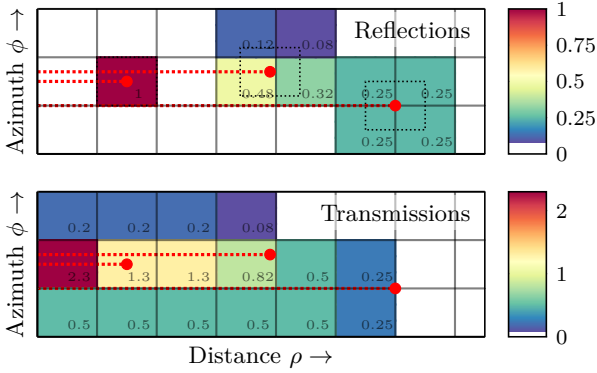 Azimuth ϕ →
Reflections
0.12 0.08
1 0.48 0.32 0.25 0.25
0.25 0.25
1
0.75
0.5
0.25
0
Azimuth ϕ →
Transmissions
0.2 0.2 0.2 0.08
2.3 1.3 1.3 0.82 0.5 0.25
0.5 0.5 0.5 0.5 0.5 0.25
2
1
0
Distance ρ →